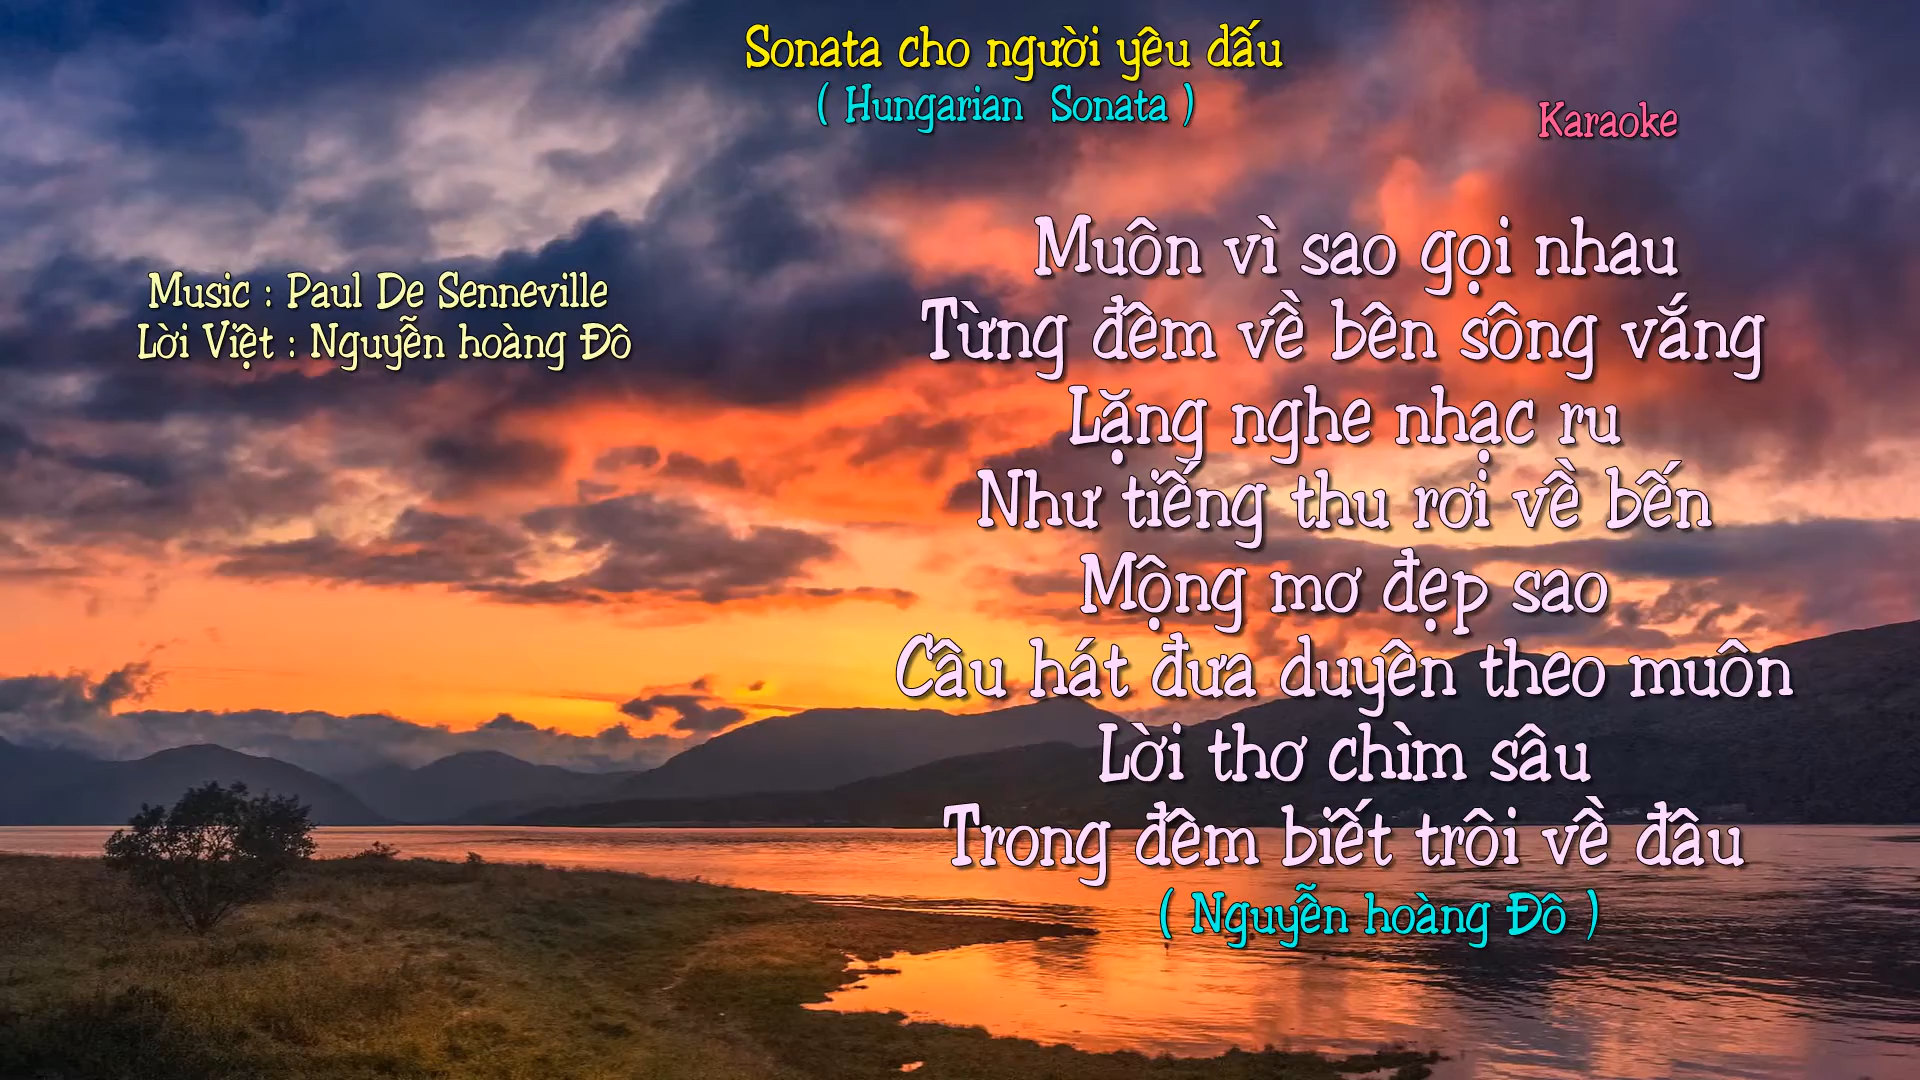 Sonata cho người yêu dấu
( Hungarian Sonata )
Karaoke
Music : Paul De Senneville
Lời Việt : Nguyễn hoàng Đô
Muôn vì sao gọi nhau
Từng đêm về bên sông vắng
Lặng nghe nhạc ru
Như tiếng thu rơi về bến
Mộng mơ đẹp sao
Câu hát đưa duyên theo muôn
Lời thơ chìm sâu
Trong đêm biết trôi về đâu
( Nguyễn hoàng Đô )